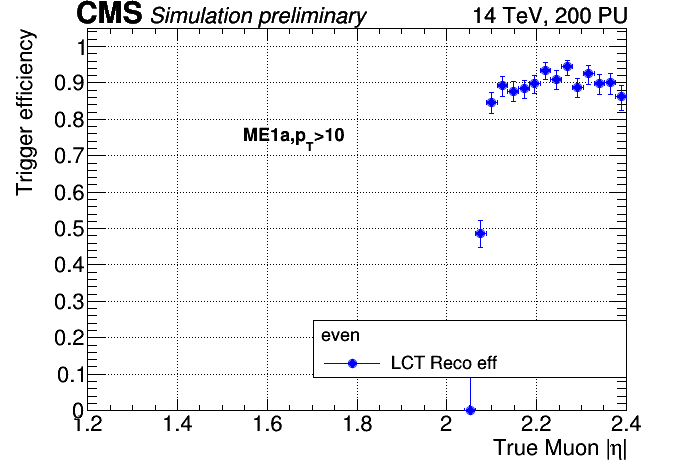 CMS Simulation preliminary 14 TeV, 200 PU
Trigger efficiency
1
0.9
0.8
0.7
0.6
0.5
0.4
0.3
0.2
0.1
0
ME1a,p_T>10
even
LCT Reco eff
1.2 1.4 1.6 1.8 2 2.2 2.4
True Muon |η|